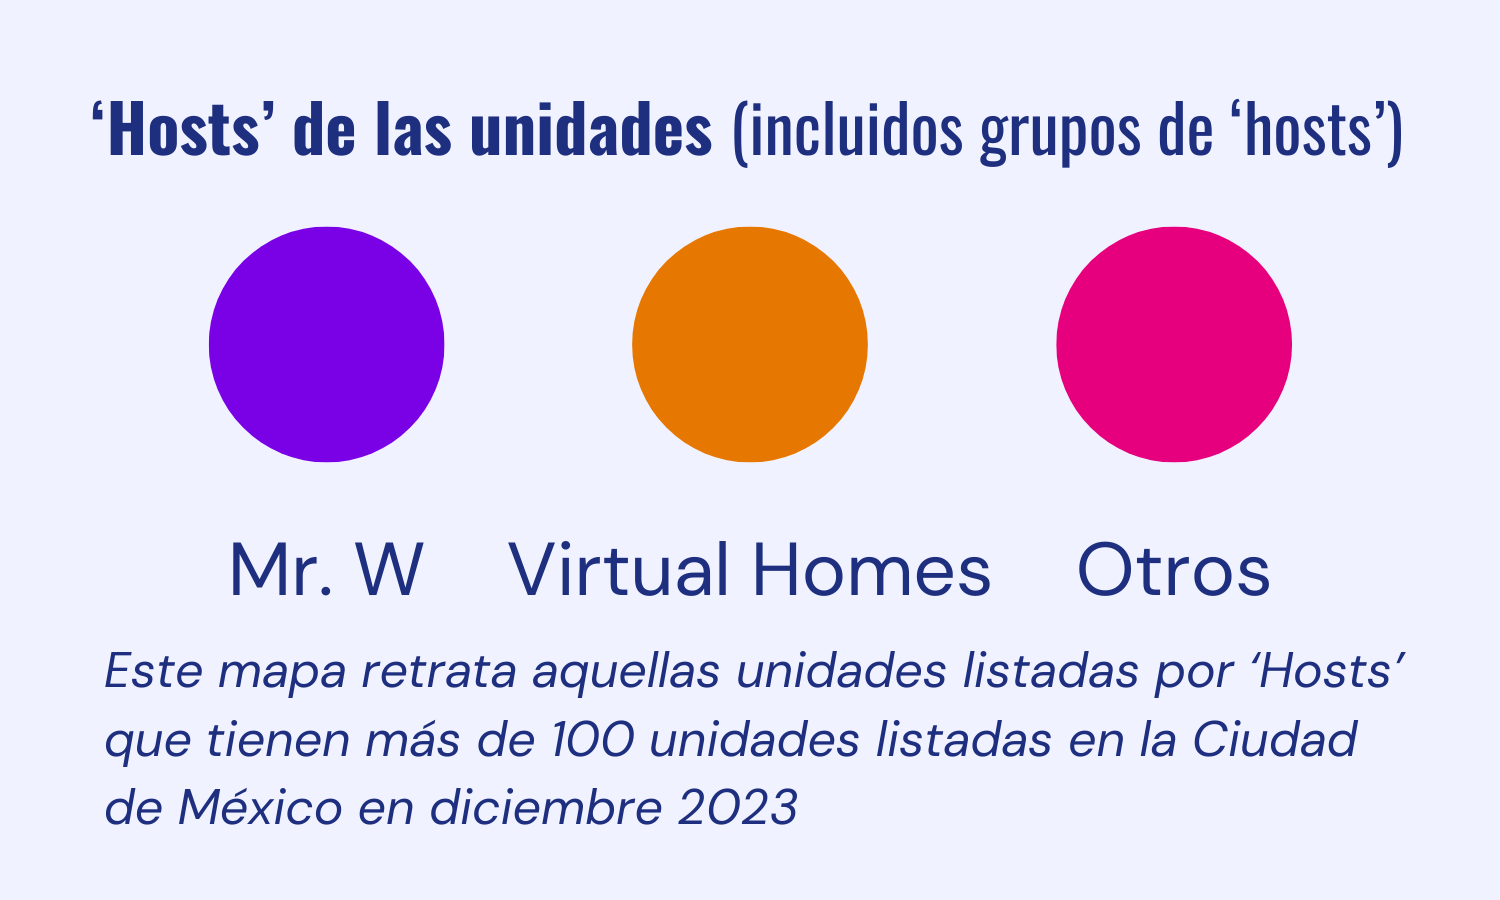 ‘Hosts’ de las unidades (incluidos grupos de ‘hosts’)
Mr. W
Virtual Homes
Otros
Este mapa retrata aquellas unidades listadas por ‘Hosts’
que tienen más de 100 unidades listadas en la Ciudad
de México en diciembre 2023